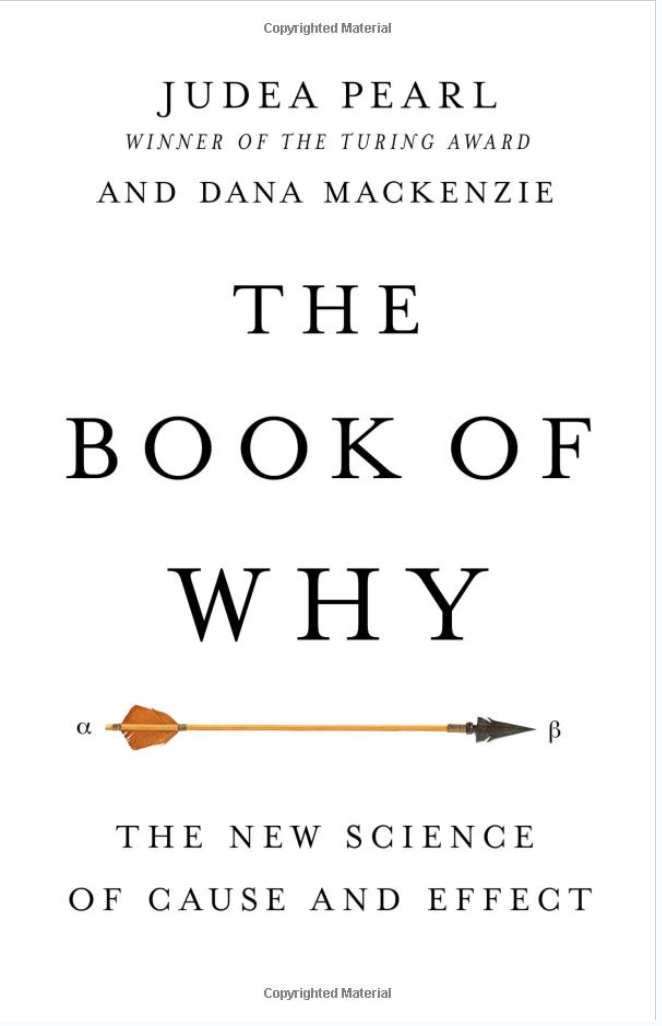 Copyrighted Material
JUDEA PEARL
WINNER OF THE TURING AWARD
AND DANA MACKENZIE
THE
BOOK OF
WHY
α β
THE NEW SCIENCE
OF CAUSE AND EFFECT
Copyrighted Material